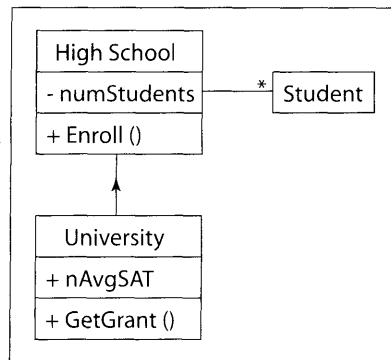 High School
- numStudents
* Student
+ Enroll ()
University
+ nAvgSAT
+ GetGrant ()